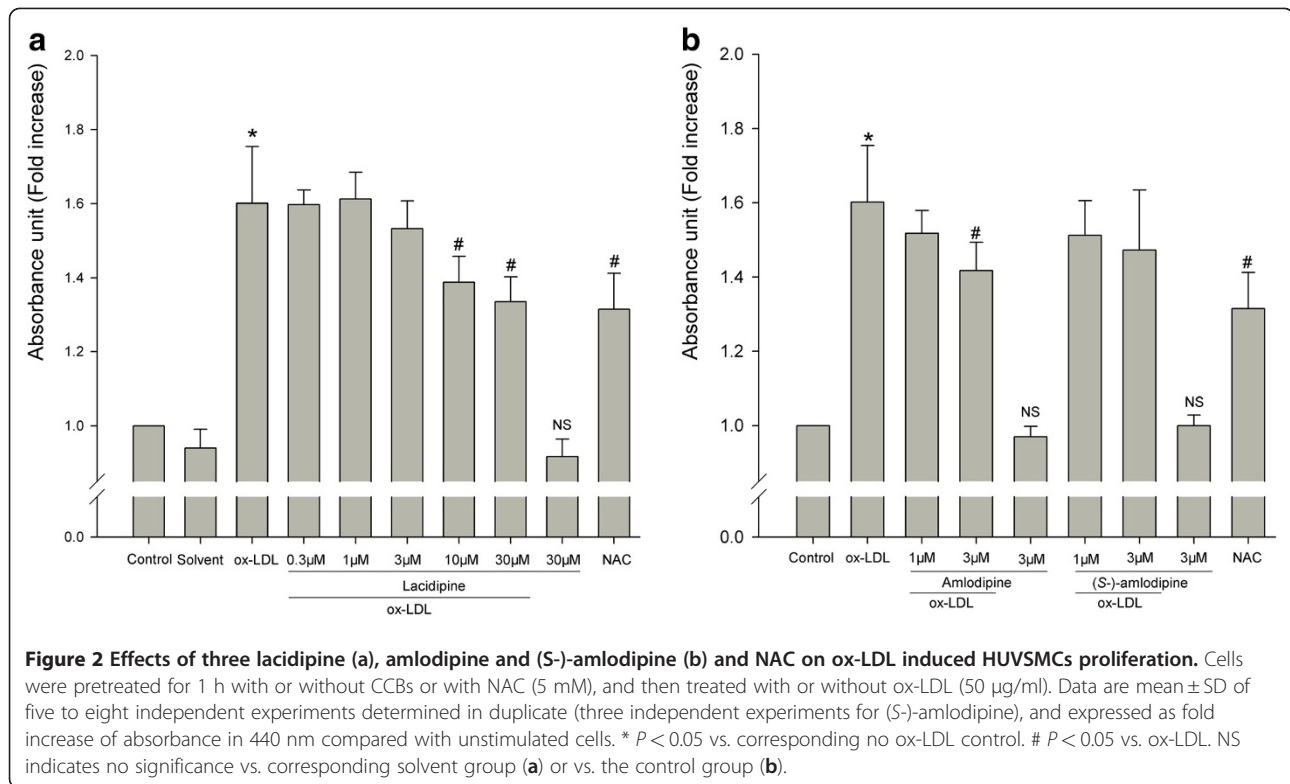 a
Absorbance unit (Fold increase)
2.0
1.8
1.6
1.4
1.2
1.0
0.0
*
#
#
NS
#
Control Solvent ox-LDL 0.3µM 1µM 3µM 10µM 30µM 30µM NAC
Lacidipine
ox-LDL
b
Absorbance unit (Fold increase)
2.0
1.8
1.6
1.4
1.2
1.0
0.0
*
#
NS
NS
#
Control ox-LDL 1µM 3µM 3µM 1µM 3µM 3µM NAC
Amlodipine (S-)-amlodipine
ox-LDL ox-LDL
Figure 2 Effects of three lacidipine (a), amlodipine and (S-)-amlodipine (b) and NAC on ox-LDL induced HUVSMCs proliferation. Cells
were pretreated for 1 h with or without CCBs or with NAC (5 mM), and then treated with or without ox-LDL (50 µg/ml). Data are mean ± SD of
five to eight independent experiments determined in duplicate (three independent experiments for (S-)-amlodipine), and expressed as fold
increase of absorbance in 440 nm compared with unstimulated cells. * P < 0.05 vs. corresponding no ox-LDL control. # P < 0.05 vs. ox-LDL. NS
indicates no significance vs. corresponding solvent group (a) or vs. the control group (b).